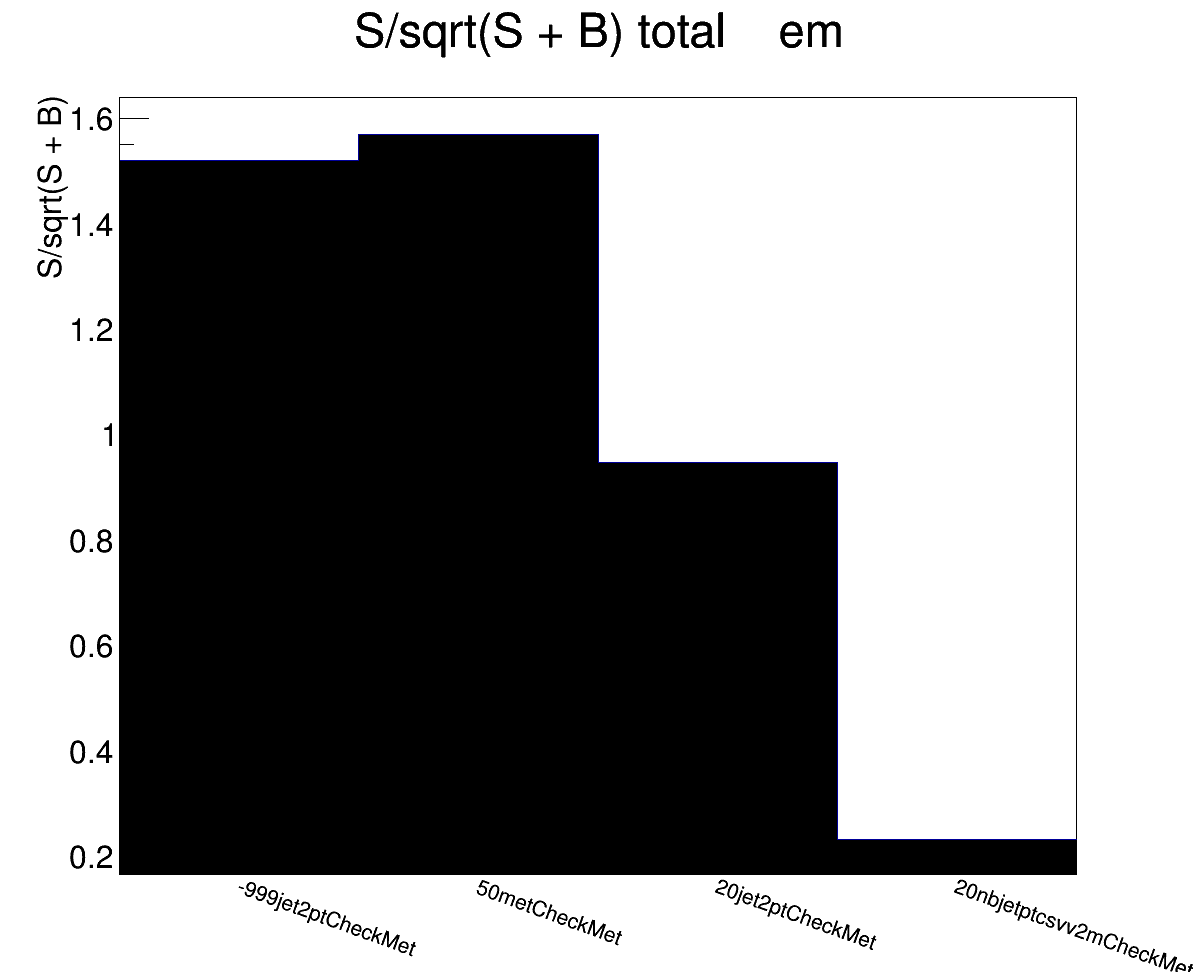 S/sqrt(S + B) total em
S/sqrt(S + B)
1.6
1.4
1.2
1
0.8
0.6
0.4
0.2
-999jet2ptCheckMet
50metCheckMet
20jet2ptCheckMet
20nbjetptcsvv2mCheckMet